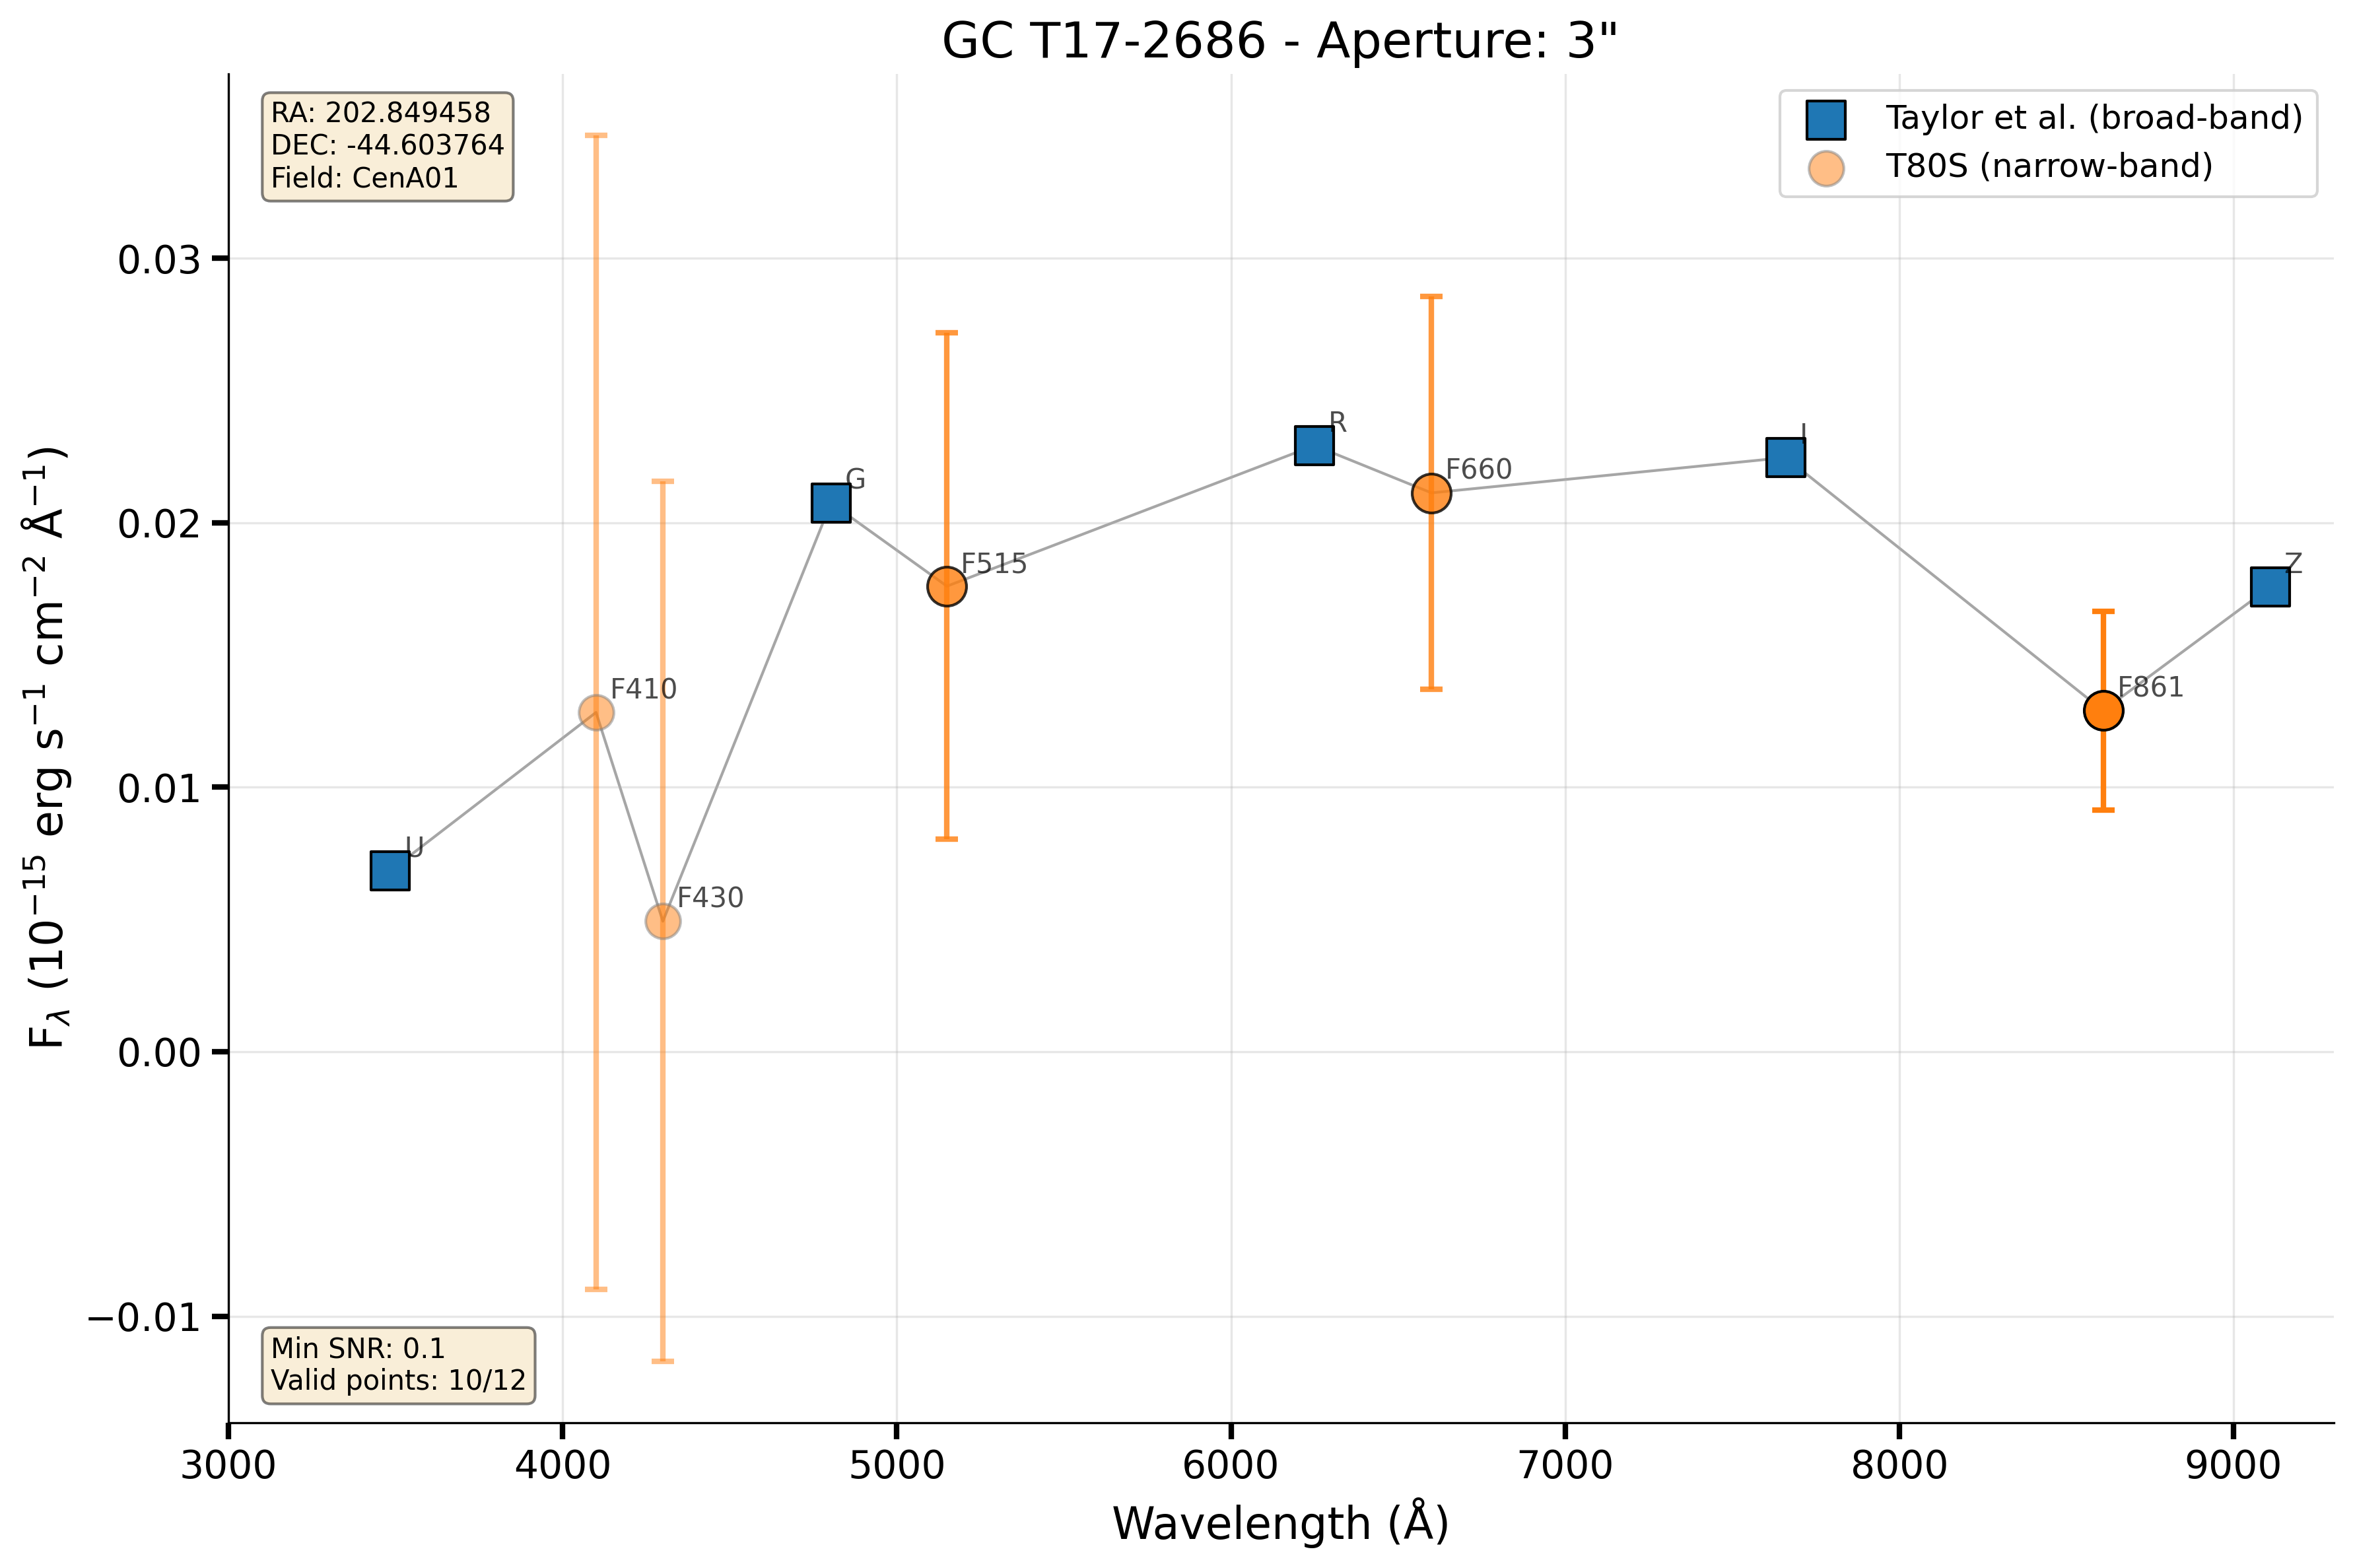 GC T17-2686 - Aperture: 3"
RA: 202.849458
DEC: -44.603764
Field: CenA01
Taylor et al. (broad-band)
T80S (narrow-band)
0.03
0.02
0.01
0.00
−0.01
F_λ (10⁻¹⁵ erg s⁻¹ cm⁻² Å⁻¹)
U
F410
F430
G
F515
R
F660
I
F861
Z
Min SNR: 0.1
Valid points: 10/12
3000 4000 5000 6000 7000 8000 9000
Wavelength (Å)